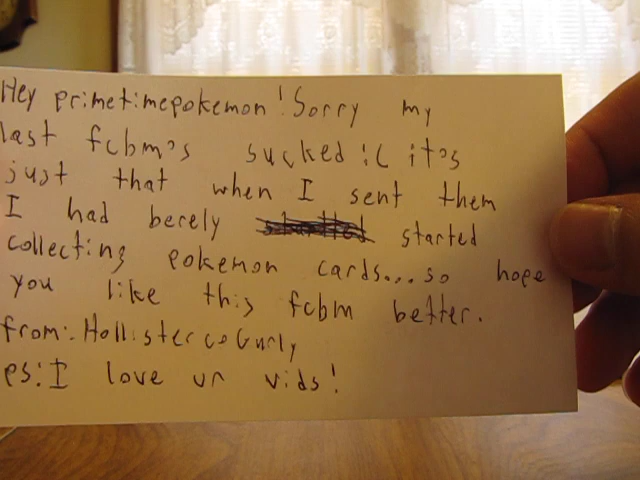 Hey primetimepokemon! Sorry my
last fcbm's sucked :( it's
just that when I sent them
I had berely started
collecting pokemon cards...so hope
you like this fcbm better.
from: HollistercoGurly
ps: I love ur vids!